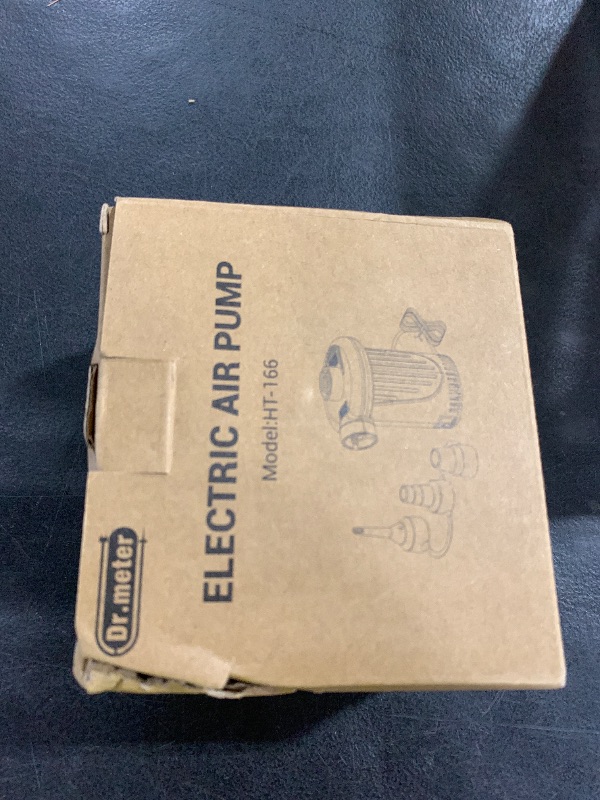 Dr.meter
ELECTRIC AIR PUMP
Model:HT-166